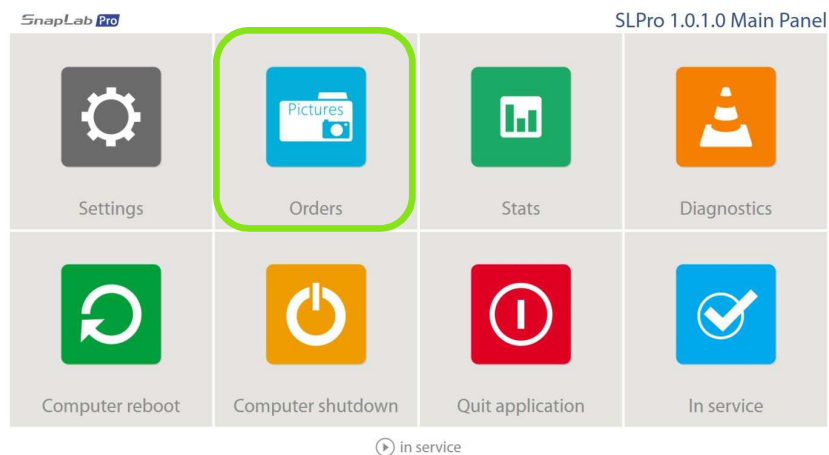 SnapLab Pro
SLPro 1.0.1.0 Main Panel
Pictures
Settings
Orders
Stats
Diagnostics
Computer reboot
Computer shutdown
Quit application
In service
in service